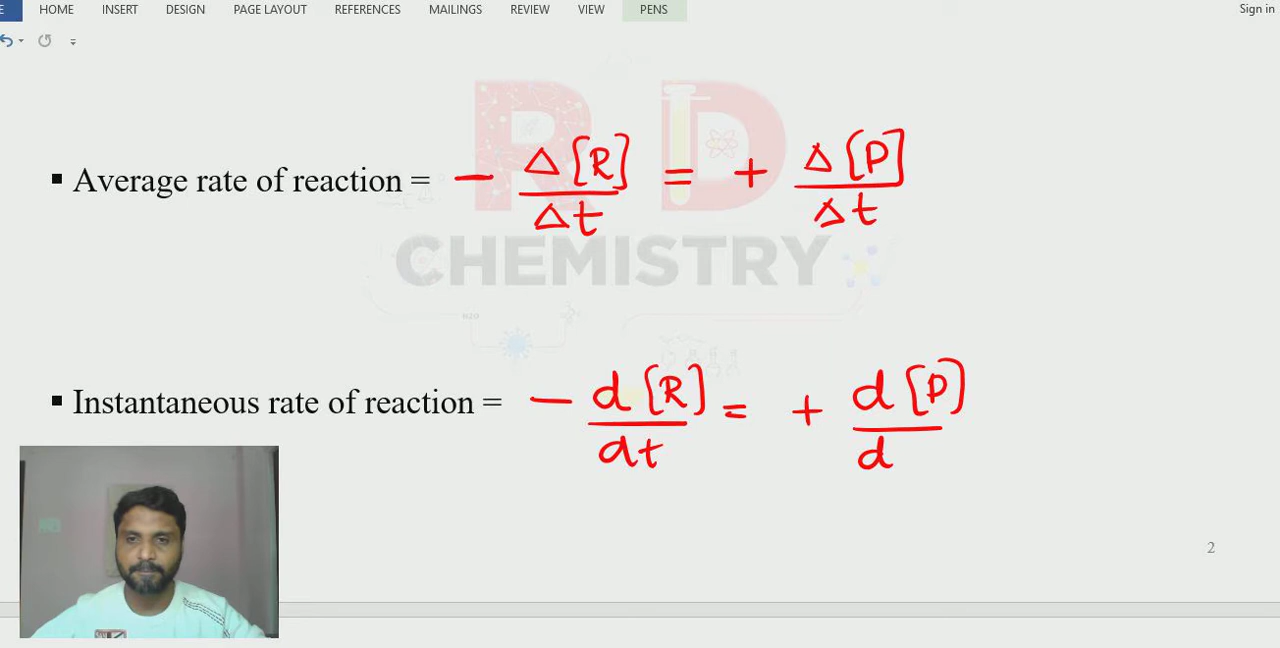 E HOME INSERT DESIGN PAGE LAYOUT REFERENCES MAILINGS REVIEW VIEW PENS Sign in
RD
▪ Average rate of reaction = − Δ[R]/Δt = + Δ[P]/Δt
CHEMISTRY
▪ Instantaneous rate of reaction = − d[R]/dt = + d[P]/d
2